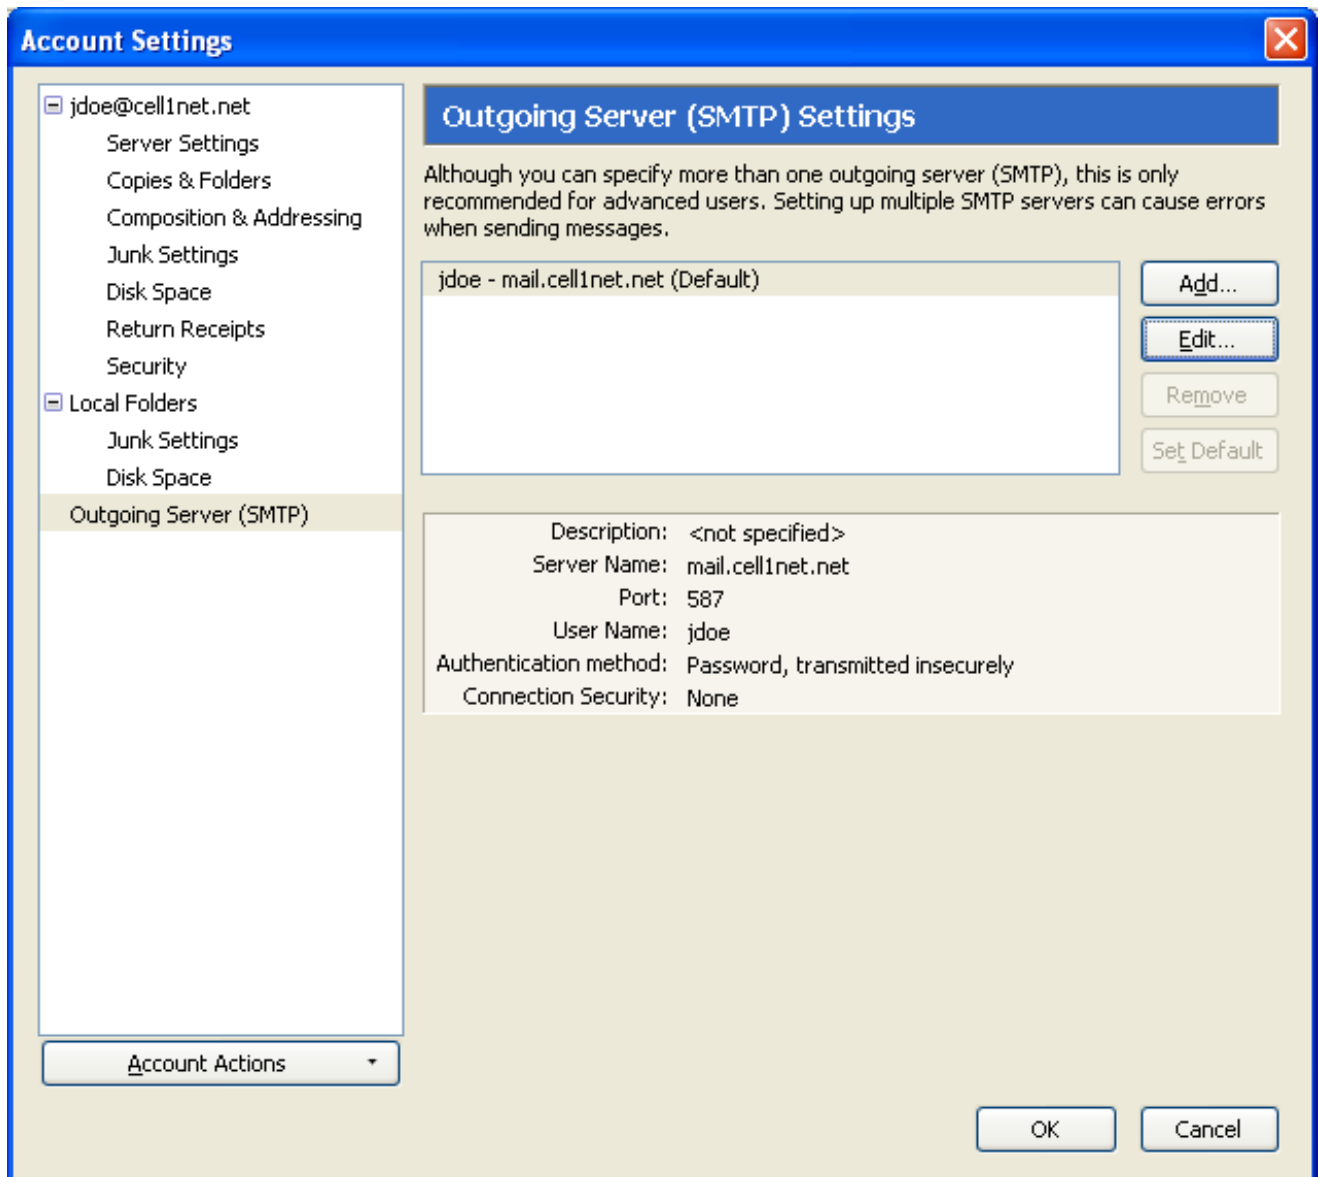 Account Settings
jdoe@cell1net.net
Server Settings
Copies & Folders
Composition & Addressing
Junk Settings
Disk Space
Return Receipts
Security
Local Folders
Junk Settings
Disk Space
Outgoing Server (SMTP)
Account Actions
Outgoing Server (SMTP) Settings
Although you can specify more than one outgoing server (SMTP), this is only
recommended for advanced users. Setting up multiple SMTP servers can cause errors
when sending messages.
jdoe - mail.cell1net.net (Default)
Add...
Edit...
Remove
Set Default
Description: <not specified>
Server Name: mail.cell1net.net
Port: 587
User Name: jdoe
Authentication method: Password, transmitted insecurely
Connection Security: None
OK
Cancel